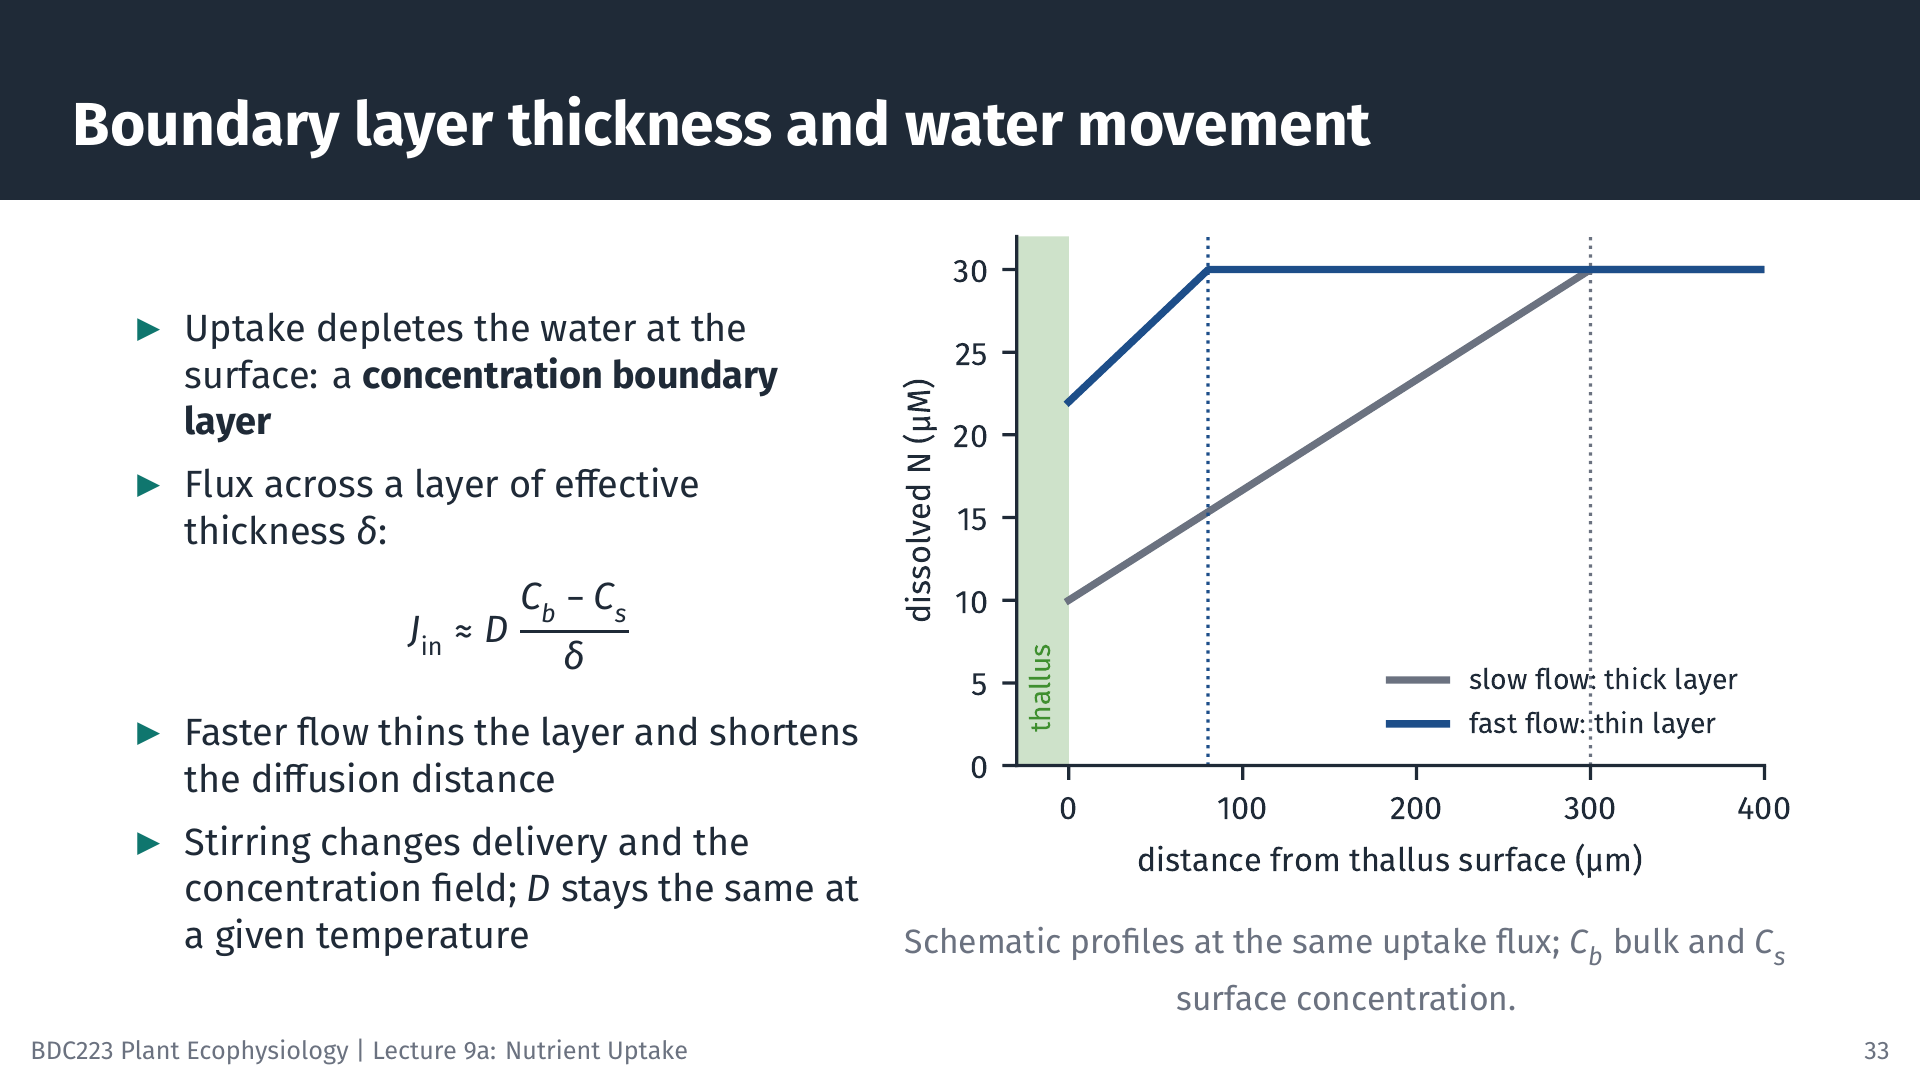 Boundary layer thickness and water movement
▶ Uptake depletes the water at the
surface: a concentration boundary
layer
▶ Flux across a layer of effective
thickness δ:
J_in ≈ D (C_b − C_s) / δ
▶ Faster flow thins the layer and shortens
the diffusion distance
▶ Stirring changes delivery and the
concentration field; D stays the same at
a given temperature
dissolved N (µM)
30
25
20
15
10
5
0
thallus
slow flow: thick layer
fast flow: thin layer
0 100 200 300 400
distance from thallus surface (µm)
Schematic profiles at the same uptake flux; C_b bulk and C_s
surface concentration.
BDC223 Plant Ecophysiology | Lecture 9a: Nutrient Uptake
33